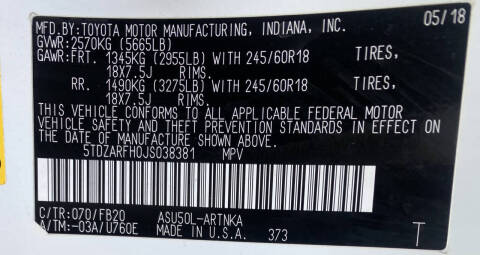 MFD.BY:TOYOTA MOTOR MANUFACTURING, INDIANA, INC. 05/18
GVWR:2570KG (5665LB)
GAWR:FRT. 1345KG (2955LB) WITH 245/60R18 TIRES,
18X7.5J RIMS.
RR. 1490KG (3275LB) WITH 245/60R18 TIRES,
18X7.5J RIMS.
THIS VEHICLE CONFORMS TO ALL APPLICABLE FEDERAL MOTOR
VEHICLE SAFETY AND THEFT PREVENTION STANDARDS IN EFFECT ON
THE DATE OF MANUFACTURE SHOWN ABOVE.
5TDZARFH0JS038381 MPV
C/TR:070/FB20 ASU50L-ARTNKA
A/TM:-03A/U760E MADE IN U.S.A. 373 T